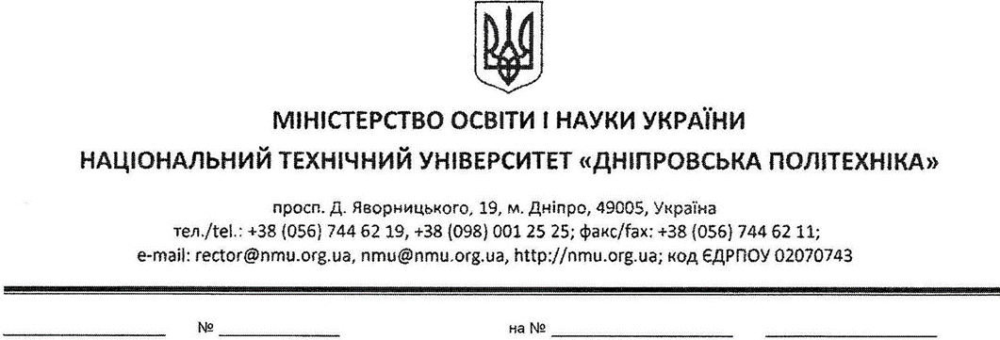 МІНІСТЕРСТВО ОСВІТИ І НАУКИ УКРАЇНИ
НАЦІОНАЛЬНИЙ ТЕХНІЧНИЙ УНІВЕРСИТЕТ «ДНІПРОВСЬКА ПОЛІТЕХНІКА»
просп. Д. Яворницького, 19, м. Дніпро, 49005, Україна
тел./tel.: +38 (056) 744 62 19, +38 (098) 001 25 25; факс/fax: +38 (056) 744 62 11;
e-mail: rector@nmu.org.ua, nmu@nmu.org.ua, http://nmu.org.ua; код ЄДРПОУ 02070743
№ на №